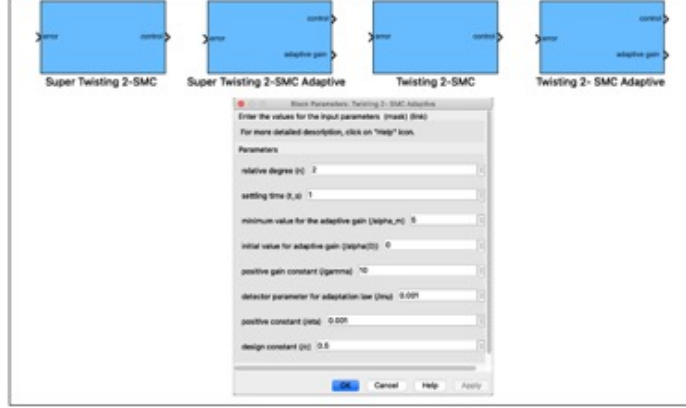 control
control
error
control
error
adaptive gain
error
control
error
adaptive gain
Super Twisting 2-SMC
Super Twisting 2-SMC Adaptive
Twisting 2-SMC
Twisting 2- SMC Adaptive
Block Parameters: Twisting 2- SMC Adaptive
Enter the values for the input parameters (mask) (link)
For more detailed description, click on "Help" icon.
Parameters
relative degree (n) 2
settling time (t_s) 1
minimum value for the adaptive gain (/alpha_m) 5
initial value for adaptive gain (/alpha(0)) 0
positive gain constant (/gamma) 10
detector parameter for adaptation law (/mu) 0.001
positive constant (/eta) 0.001
design constant (/c) 0.5
OK Cancel Help Apply